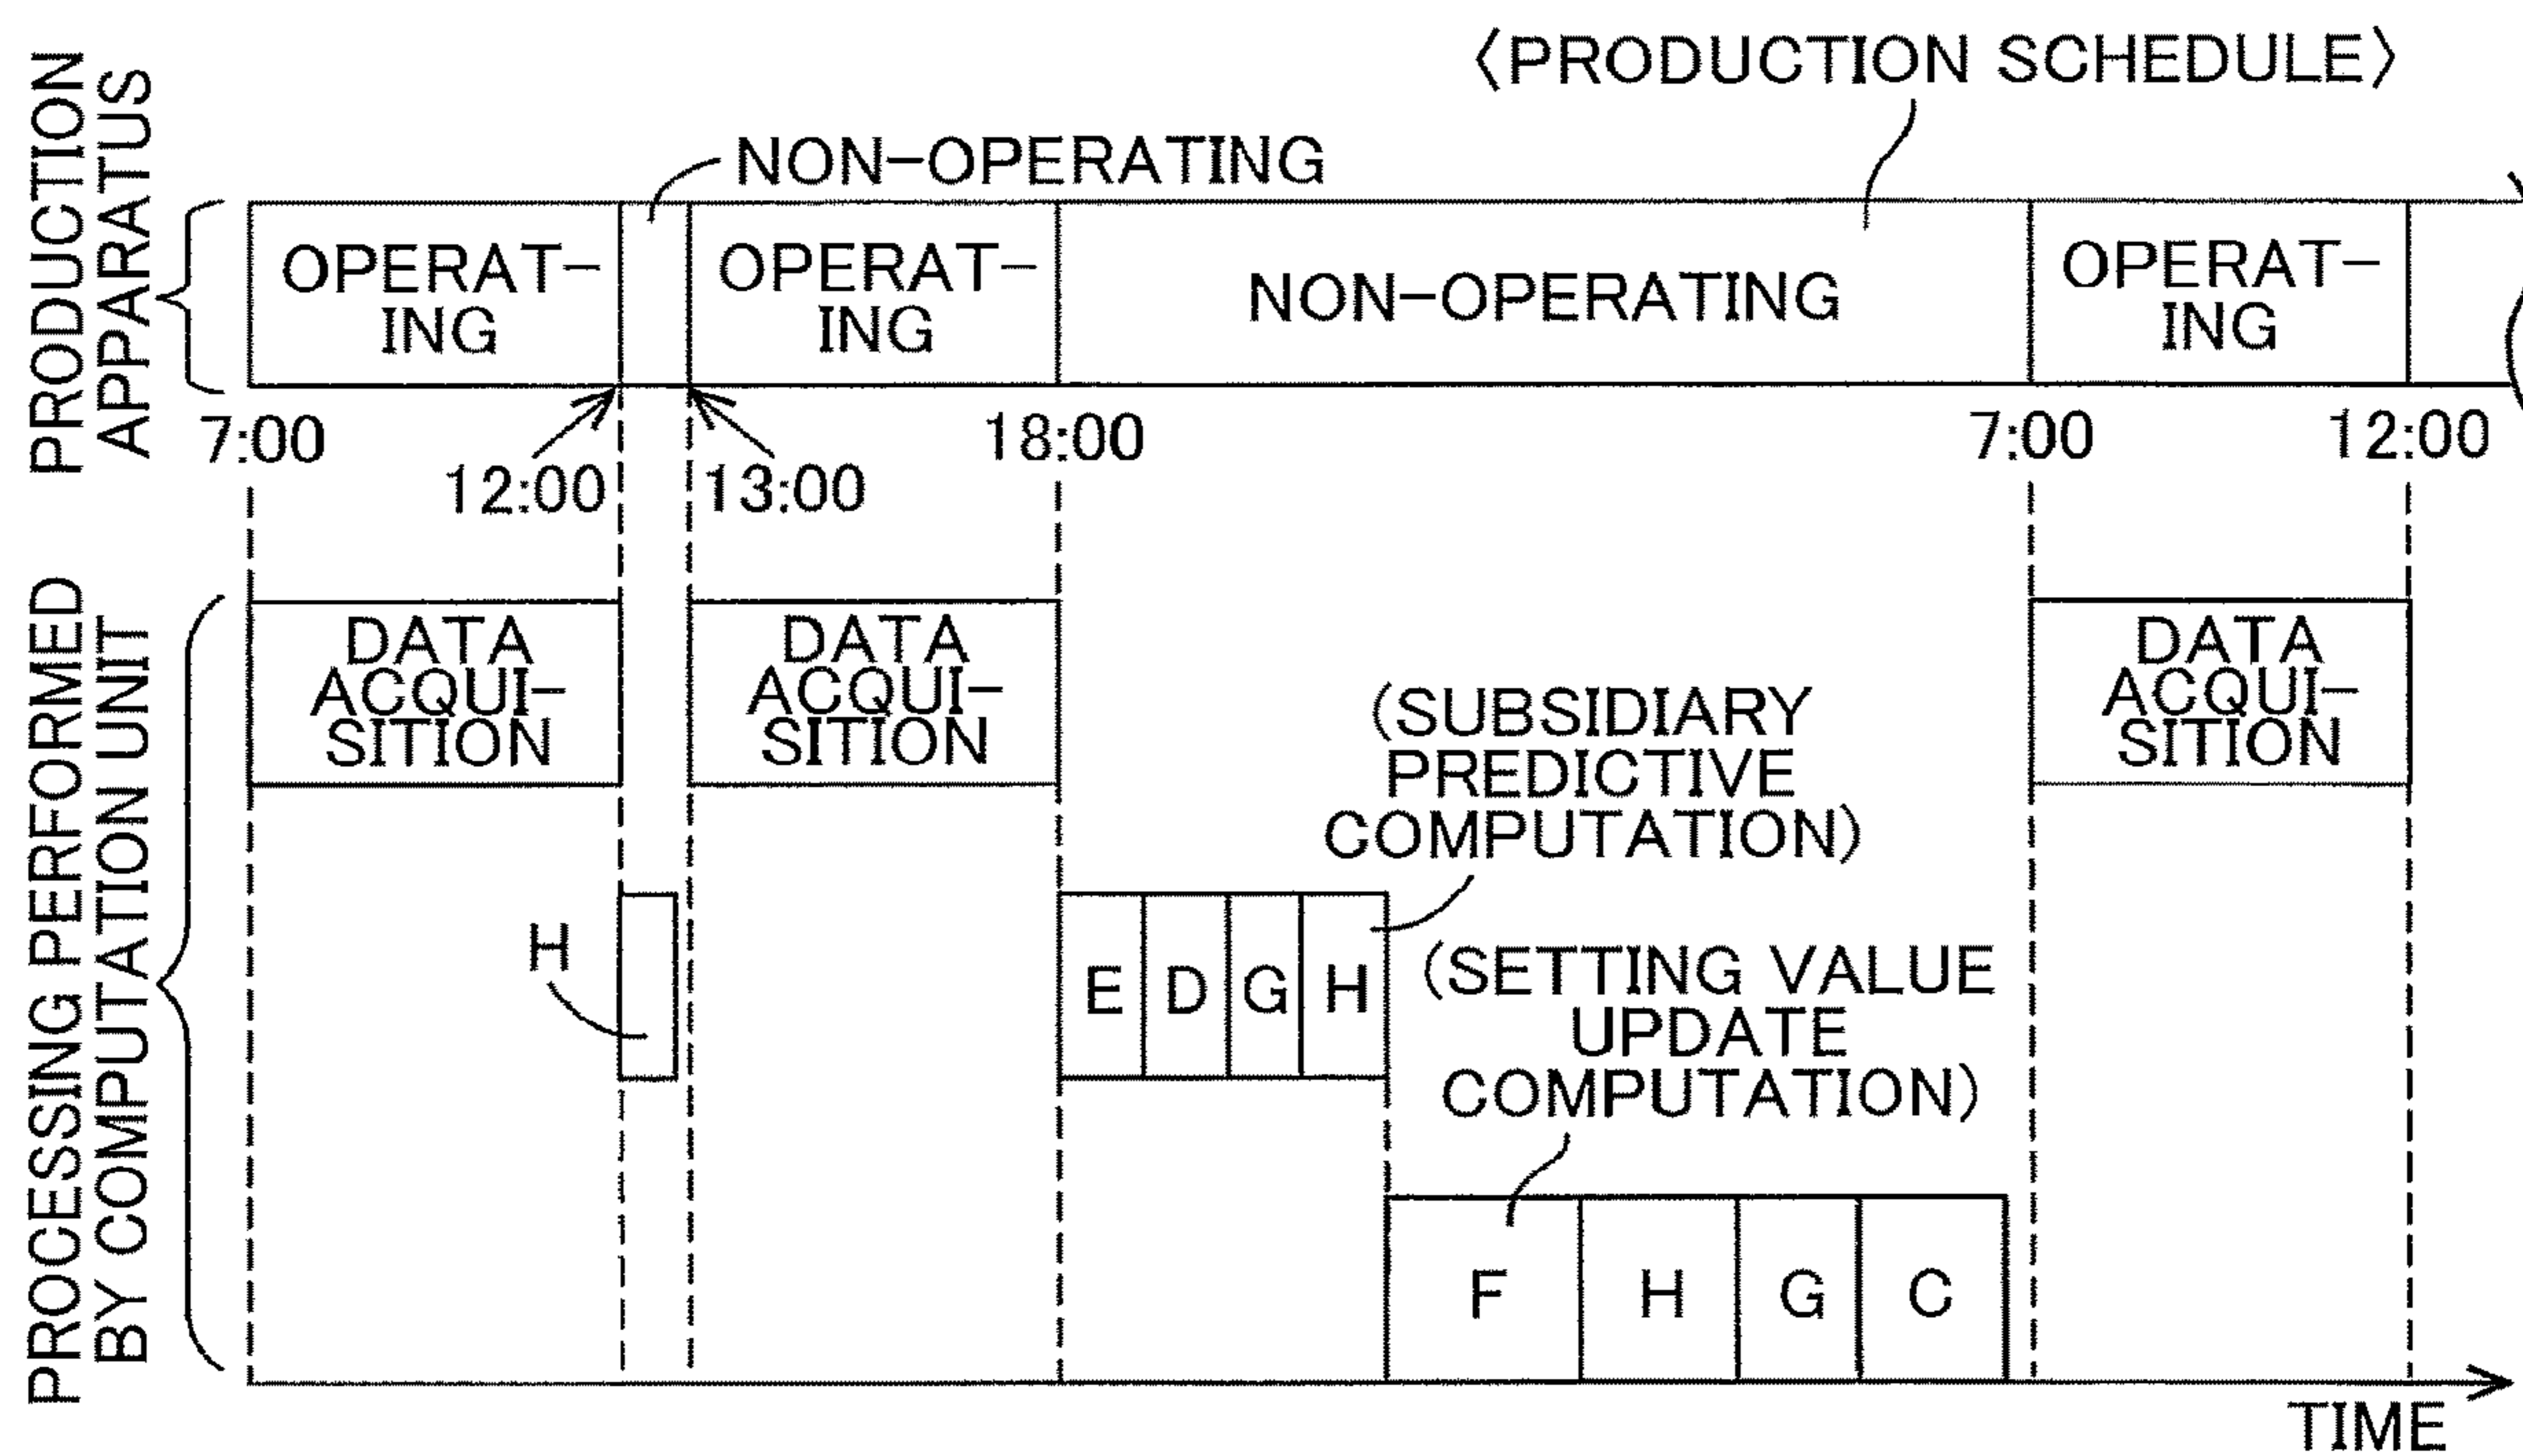 〈PRODUCTION SCHEDULE〉
PRODUCTION
APPARATUS
NON-OPERATING
OPERAT-
ING
OPERAT-
ING
NON-OPERATING
OPERAT-
ING
7:00
12:00
13:00
18:00
7:00
12:00
PROCESSING PERFORMED
BY COMPUTATION UNIT
DATA
ACQUI-
SITION
DATA
ACQUI-
SITION
DATA
ACQUI-
SITION
(SUBSIDIARY
PREDICTIVE
COMPUTATION)
H
E D G H
(SETTING VALUE
UPDATE
COMPUTATION)
F H G C
TIME